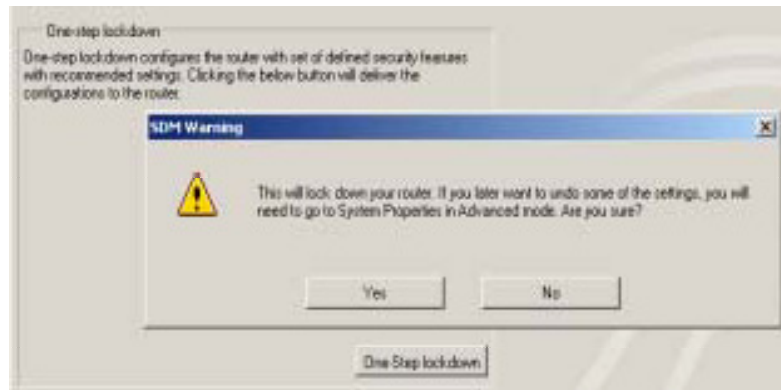 One-step lockdown
One-step lockdown configures the router with set of defined security features
with recommended settings. Clicking the below button will deliver the
configurations to the router.
SDM Warning
This will lock down your router. If you later want to undo some of the settings, you will
need to go to System Properties in Advanced mode. Are you sure?
Yes
No
One Step lockdown